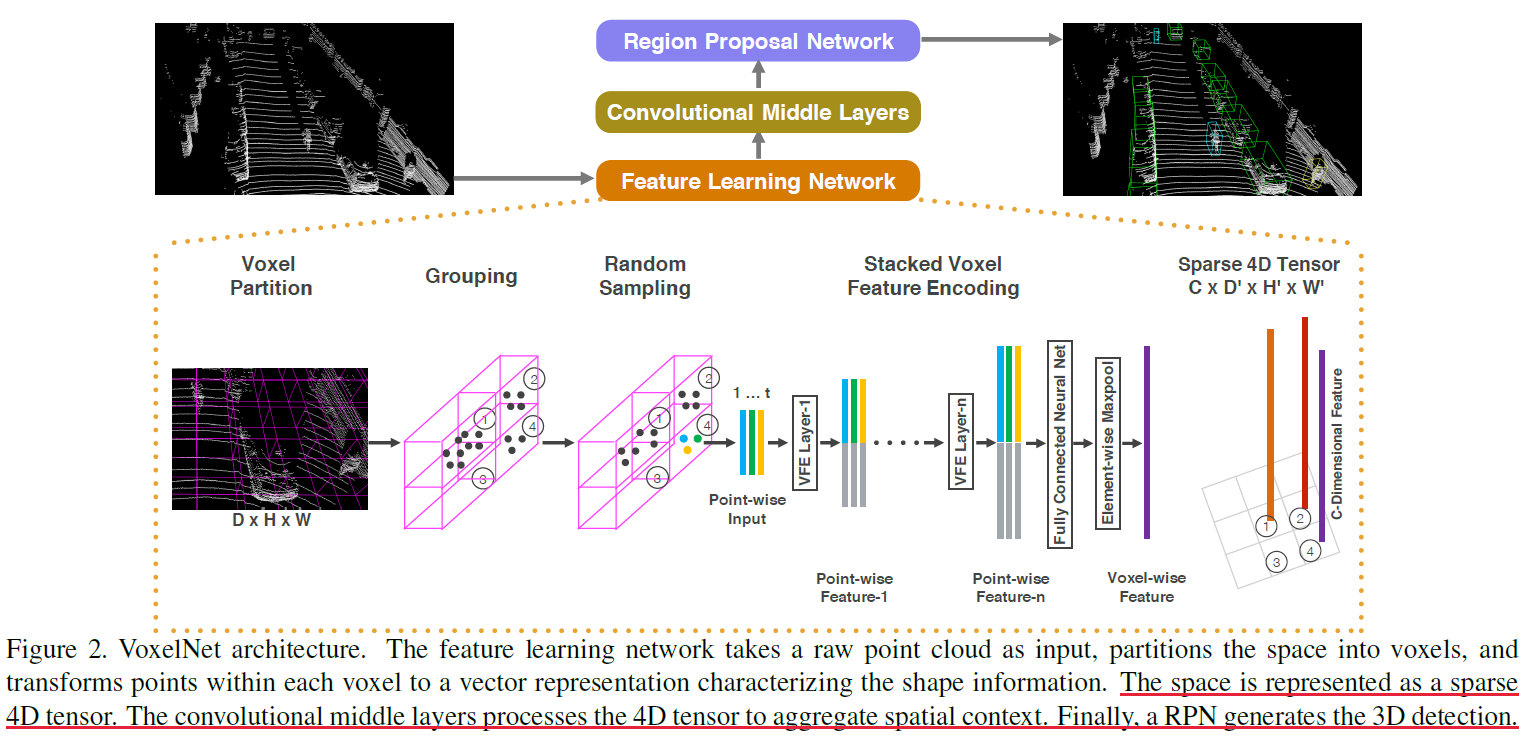 Region Proposal Network
Convolutional Middle Layers
Feature Learning Network
Voxel
Partition
Grouping
Random
Sampling
Stacked Voxel
Feature Encoding
Sparse 4D Tensor
C x D' x H' x W'
D x H x W
1
2
3
4
1
2
3
4
1 ... t
Point-wise
Input
VFE Layer-1
Point-wise
Feature-1
VFE Layer-n
Point-wise
Feature-n
Fully Connected Neural Net
Element-wise Maxpool
Voxel-wise
Feature
C-Dimensional Feature
1
2
3
4
Figure 2. VoxelNet architecture. The feature learning network takes a raw point cloud as input, partitions the space into voxels, and
transforms points within each voxel to a vector representation characterizing the shape information. The space is represented as a sparse
4D tensor. The convolutional middle layers processes the 4D tensor to aggregate spatial context. Finally, a RPN generates the 3D detection.